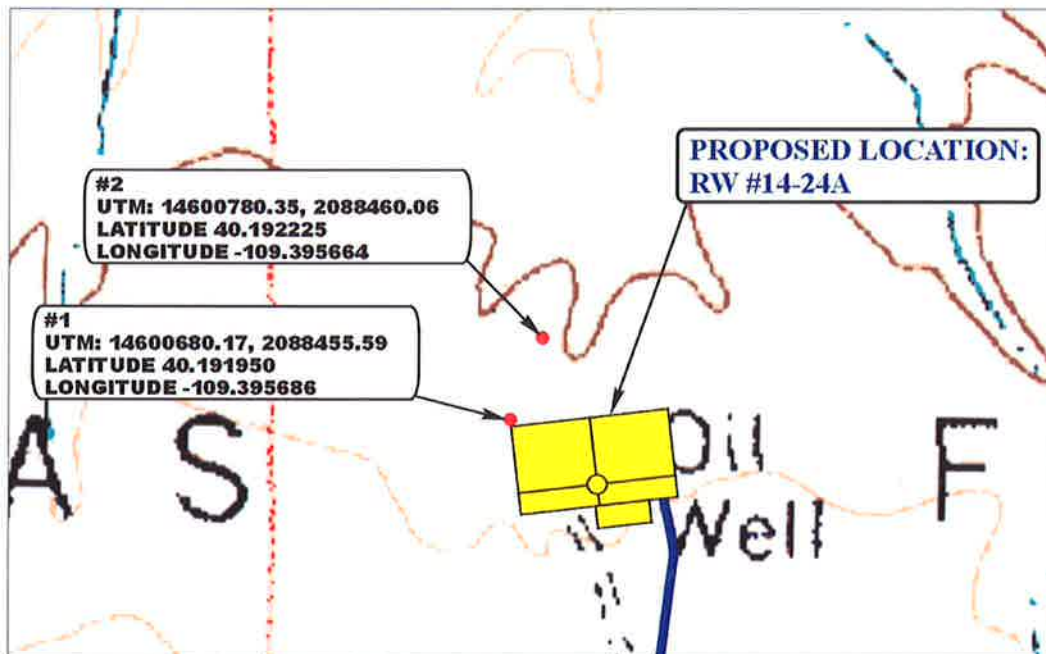 PROPOSED LOCATION:
RW #14-24A
#2
UTM: 14600780.35, 2088460.06
LATITUDE 40.192225
LONGITUDE -109.395664
#1
UTM: 14600680.17, 2088455.59
LATITUDE 40.191950
LONGITUDE -109.395686
A S F
Oil
Well